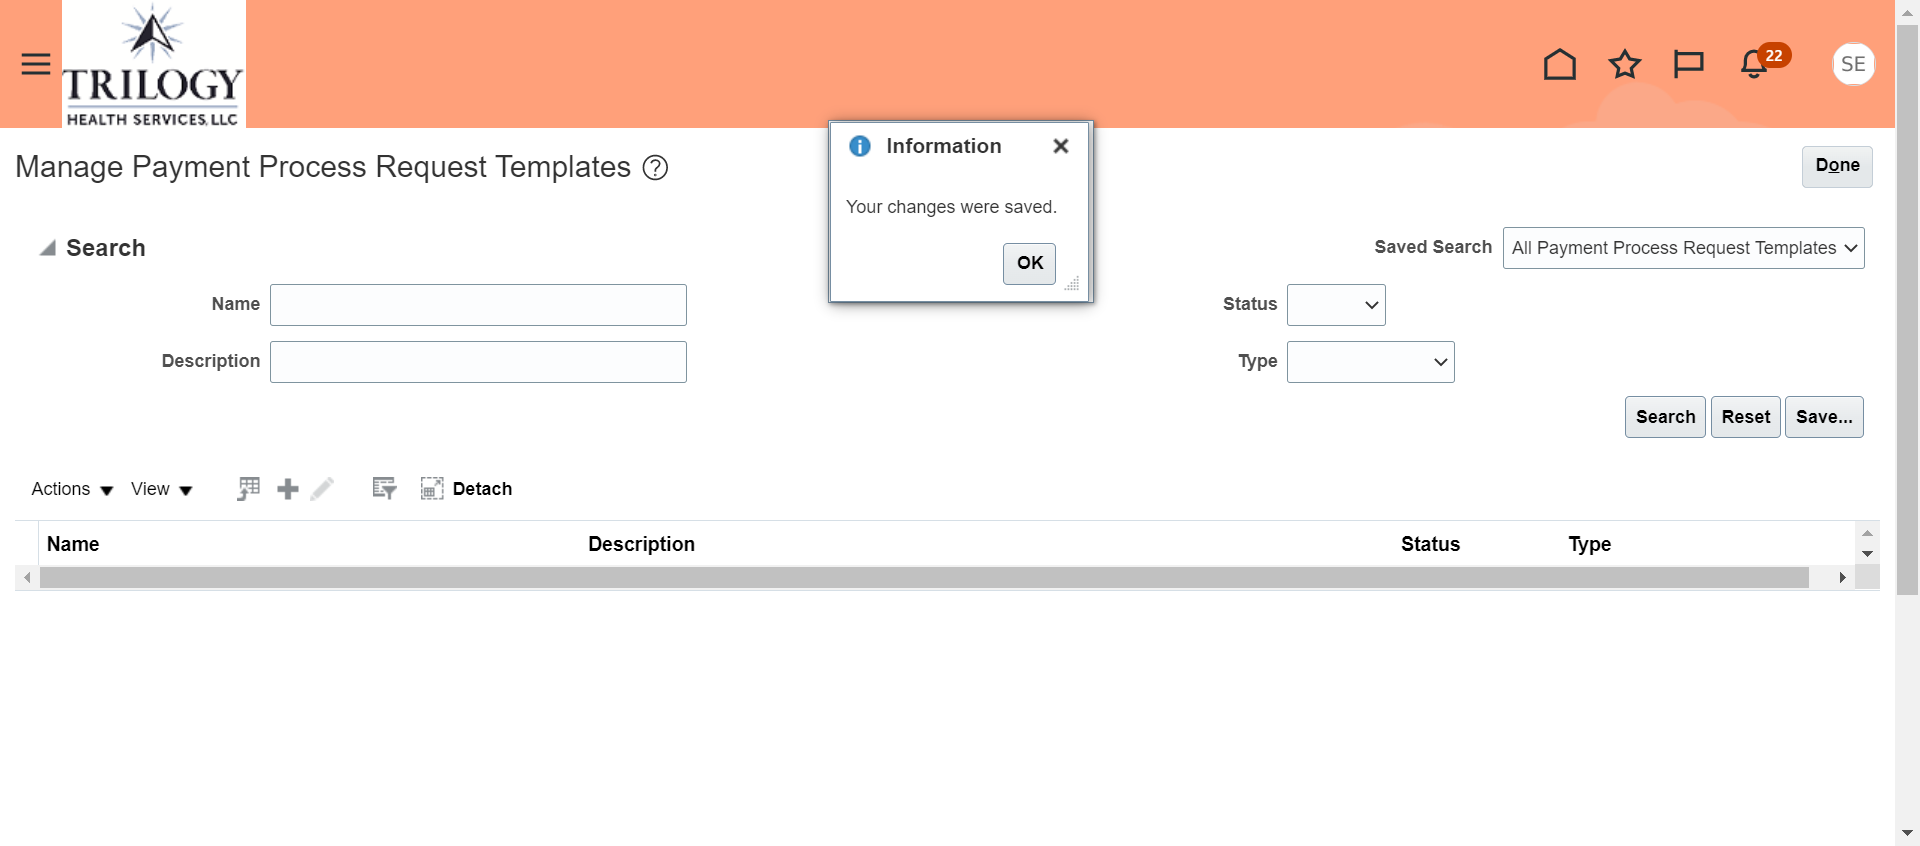 TRILOGY
HEALTH SERVICES, LLC
22
SE
Manage Payment Process Request Templates ?
Done
i Information
Your changes were saved.
OK
Search
Saved Search All Payment Process Request Templates
Name
Status
Description
Type
Search Reset Save...
Actions View Detach
Name Description Status Type